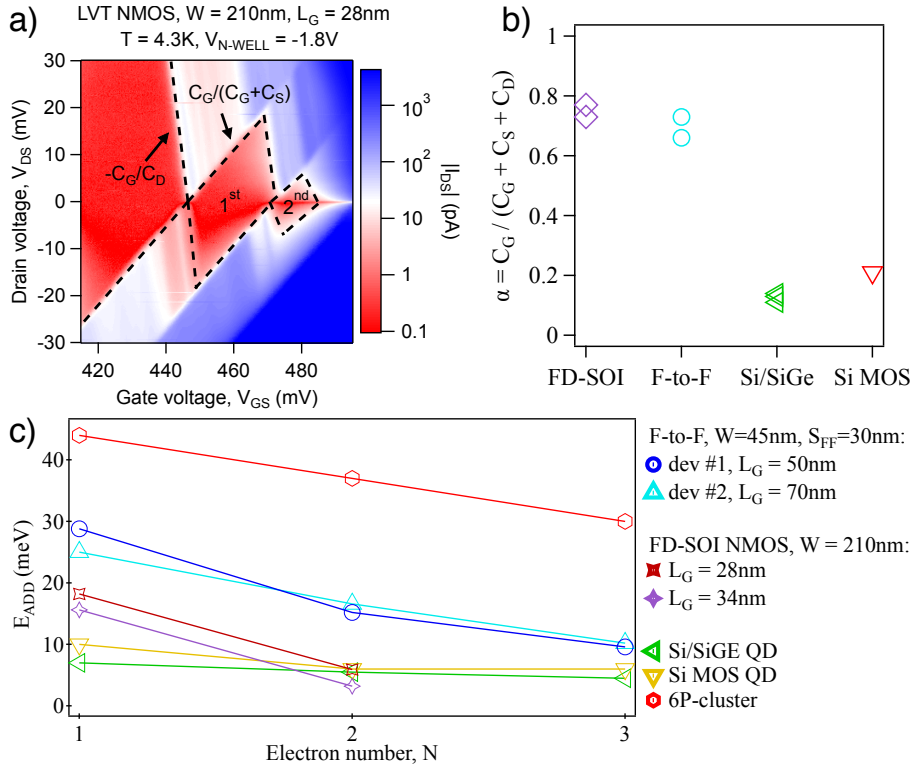 a)
LVT NMOS, W = 210nm, L_G = 28nm
T = 4.3K, V_N-WELL = -1.8V
Drain voltage, V_DS (mV)
30
20
10
0
-10
-20
-30
-C_G/C_D
C_G/(C_G+C_S)
1st
2nd
420
440
460
480
Gate voltage, V_GS (mV)
10^3
10^2
10
1
0.1
|I_DS| (pA)
b)
α = C_G / (C_G + C_S + C_D)
1
0.8
0.6
0.4
0.2
0
FD-SOI
F-to-F
Si/SiGe
Si MOS
c)
E_ADD (meV)
40
30
20
10
0
1
2
3
Electron number, N
F-to-F, W=45nm, S_FF=30nm:
dev #1, L_G = 50nm
dev #2, L_G = 70nm
FD-SOI NMOS, W = 210nm:
L_G = 28nm
L_G = 34nm
Si/SiGE QD
Si MOS QD
6P-cluster